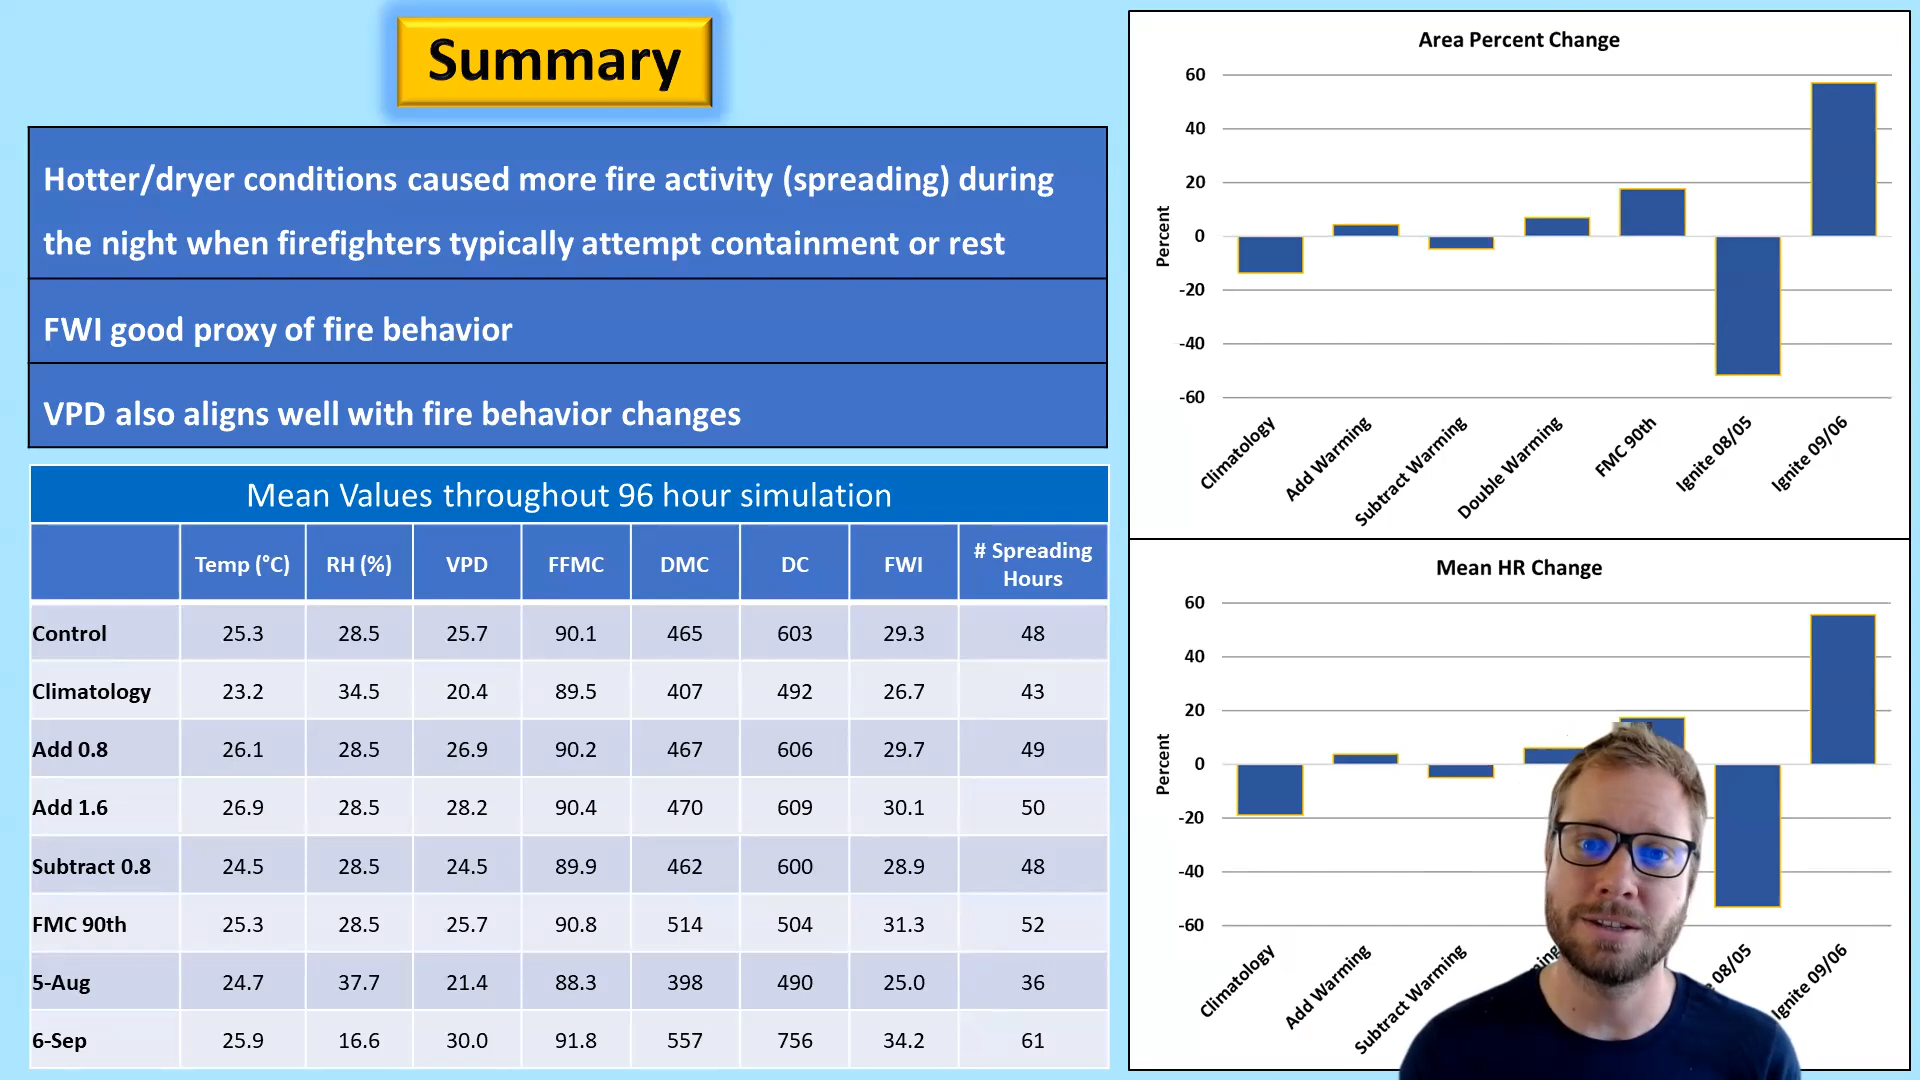 Summary
Hotter/dryer conditions caused more fire activity (spreading) during
the night when firefighters typically attempt containment or rest
FWI good proxy of fire behavior
VPD also aligns well with fire behavior changes
Mean Values throughout 96 hour simulation
Temp (°C) RH (%) VPD FFMC DMC DC FWI # Spreading Hours
Control 25.3 28.5 25.7 90.1 465 603 29.3 48
Climatology 23.2 34.5 20.4 89.5 407 492 26.7 43
Add 0.8 26.1 28.5 26.9 90.2 467 606 29.7 49
Add 1.6 26.9 28.5 28.2 90.4 470 609 30.1 50
Subtract 0.8 24.5 28.5 24.5 89.9 462 600 28.9 48
FMC 90th 25.3 28.5 25.7 90.8 514 504 31.3 52
5-Aug 24.7 37.7 21.4 88.3 398 490 25.0 36
6-Sep 25.9 16.6 30.0 91.8 557 756 34.2 61
Area Percent Change
60
40
20
0
-20
-40
-60
Percent
Climatology
Add Warming
Subtract Warming
Double Warming
FMC 90th
Ignite 08/05
Ignite 09/06
Mean HR Change
60
40
20
0
-20
-40
-60
Percent
Climatology
Add Warming
Subtract Warming
08/05
Ignite 09/06